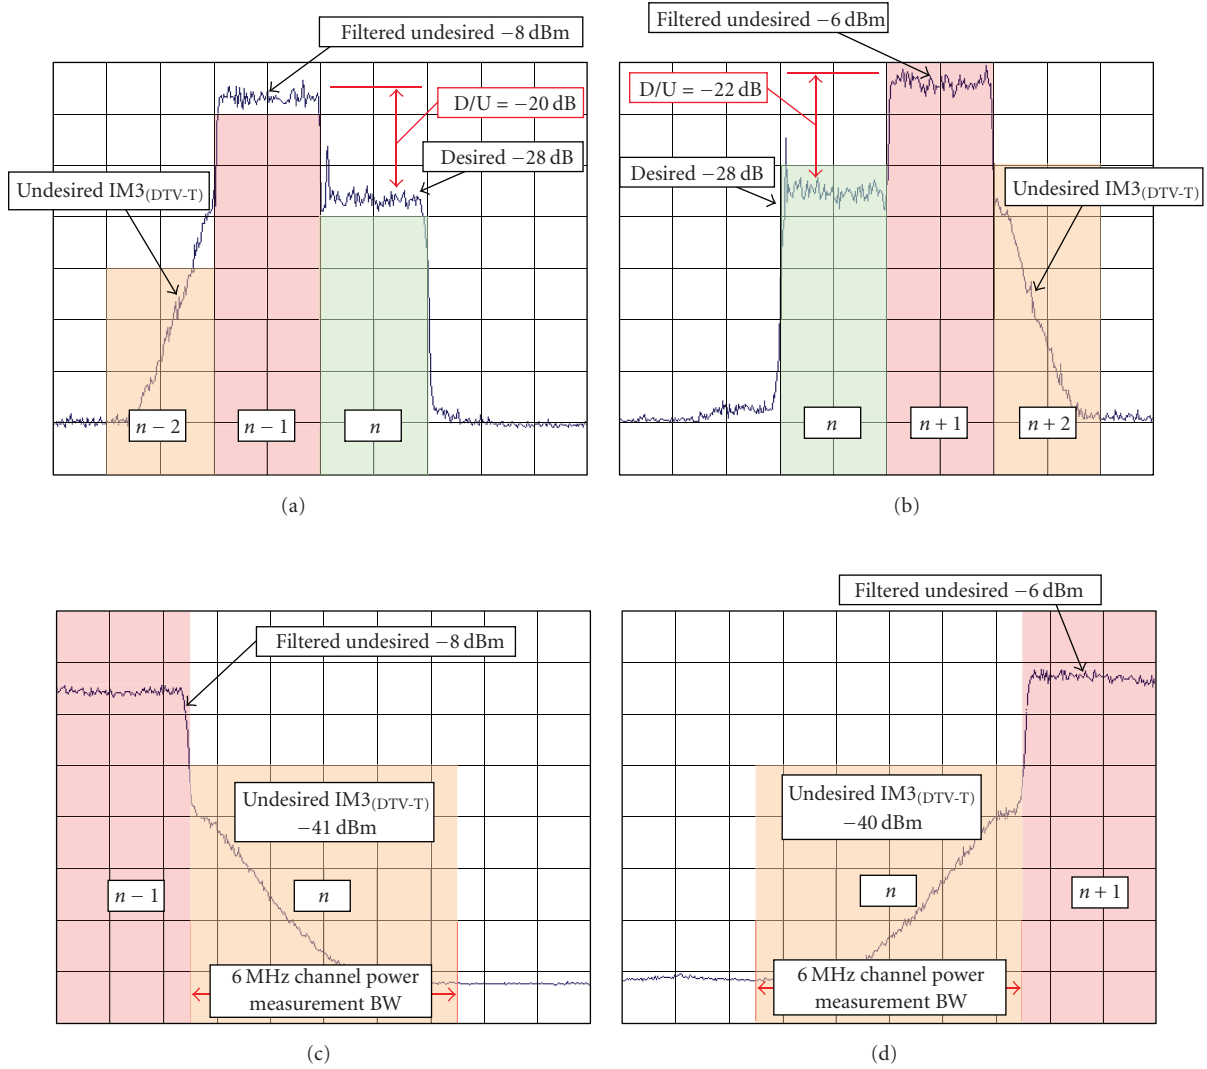 Filtered undesired −8 dBm
D/U = −20 dB
Desired −28 dB
Undesired IM3(DTV-T)
n − 2
n − 1
n
(a)
Filtered undesired −6 dBm
D/U = −22 dB
Desired −28 dB
Undesired IM3(DTV-T)
n
n + 1
n + 2
(b)
Filtered undesired −8 dBm
Undesired IM3(DTV-T)
−41 dBm
n − 1
n
6 MHz channel power
measurement BW
(c)
Filtered undesired −6 dBm
Undesired IM3(DTV-T)
−40 dBm
n
n + 1
6 MHz channel power
measurement BW
(d)